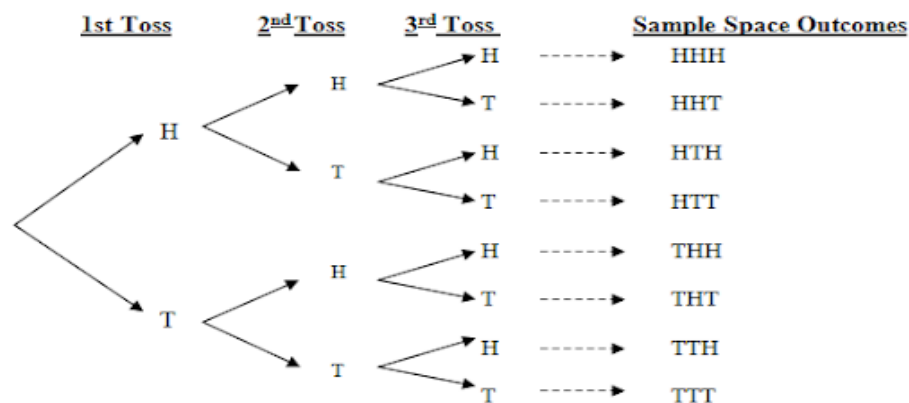 1st Toss 2nd Toss 3rd Toss Sample Space Outcomes
H HHH
H
T HHT
H
H HTH
T
T HTT
H THH
H
T THT
T
H TTH
T
T TTT